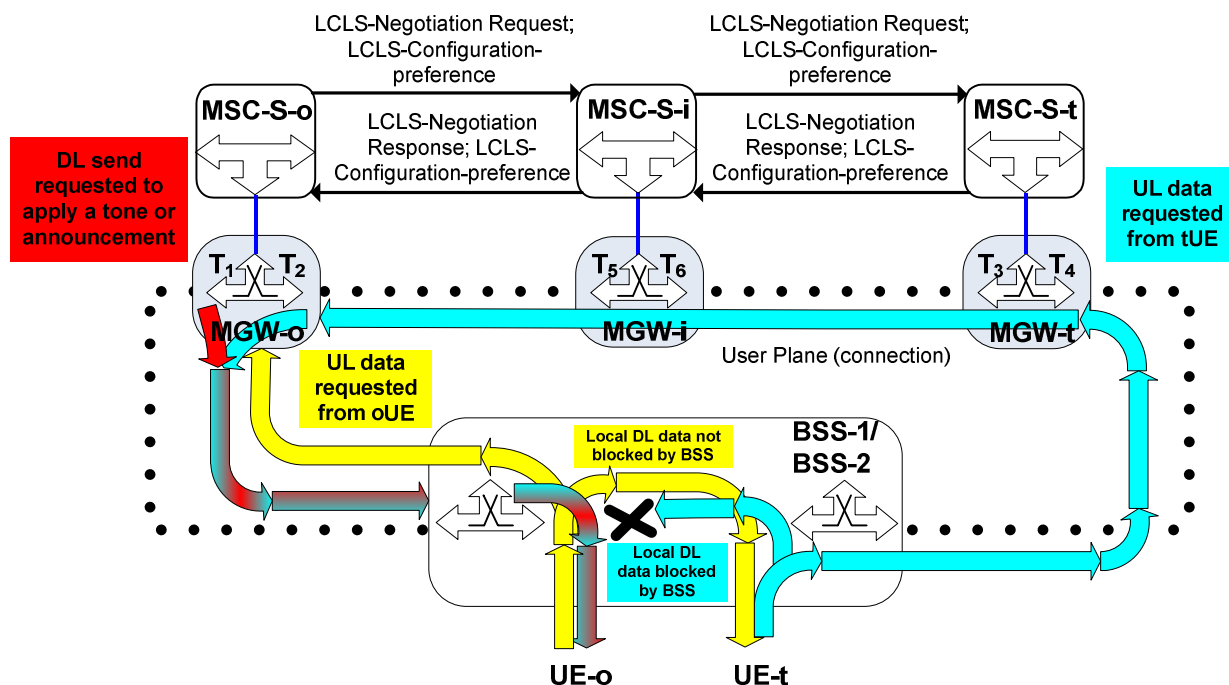 LCLS-Negotiation Request;
LCLS-Configuration-
preference
LCLS-Negotiation Request;
LCLS-Configuration-
preference
MSC-S-o
MSC-S-i
MSC-S-t
LCLS-Negotiation
Response; LCLS-
Configuration-preference
LCLS-Negotiation
Response; LCLS-
Configuration-preference
DL send
requested to
apply a tone or
announcement
UL data
requested
from tUE
T1 T2
T5 T6
T3 T4
MGW-o
MGW-i
MGW-t
User Plane (connection)
UL data
requested
from oUE
Local DL data not
blocked by BSS
BSS-1/
BSS-2
Local DL
data blocked
by BSS
UE-o
UE-t